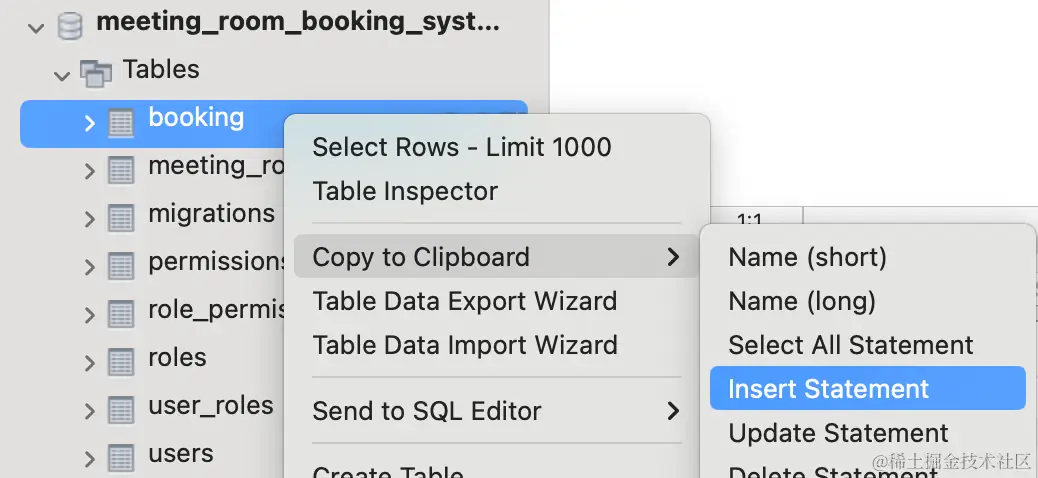 meeting_room_booking_syst...
Tables
booking
meeting_ro
migrations
permissions
role_permis
roles
user_roles
users
Select Rows - Limit 1000
Table Inspector
Copy to Clipboard
Table Data Export Wizard
Table Data Import Wizard
Send to SQL Editor
Create Table
1:1
Name (short)
Name (long)
Select All Statement
Insert Statement
Update Statement
Delete Statement
@稀土掘金技术社区